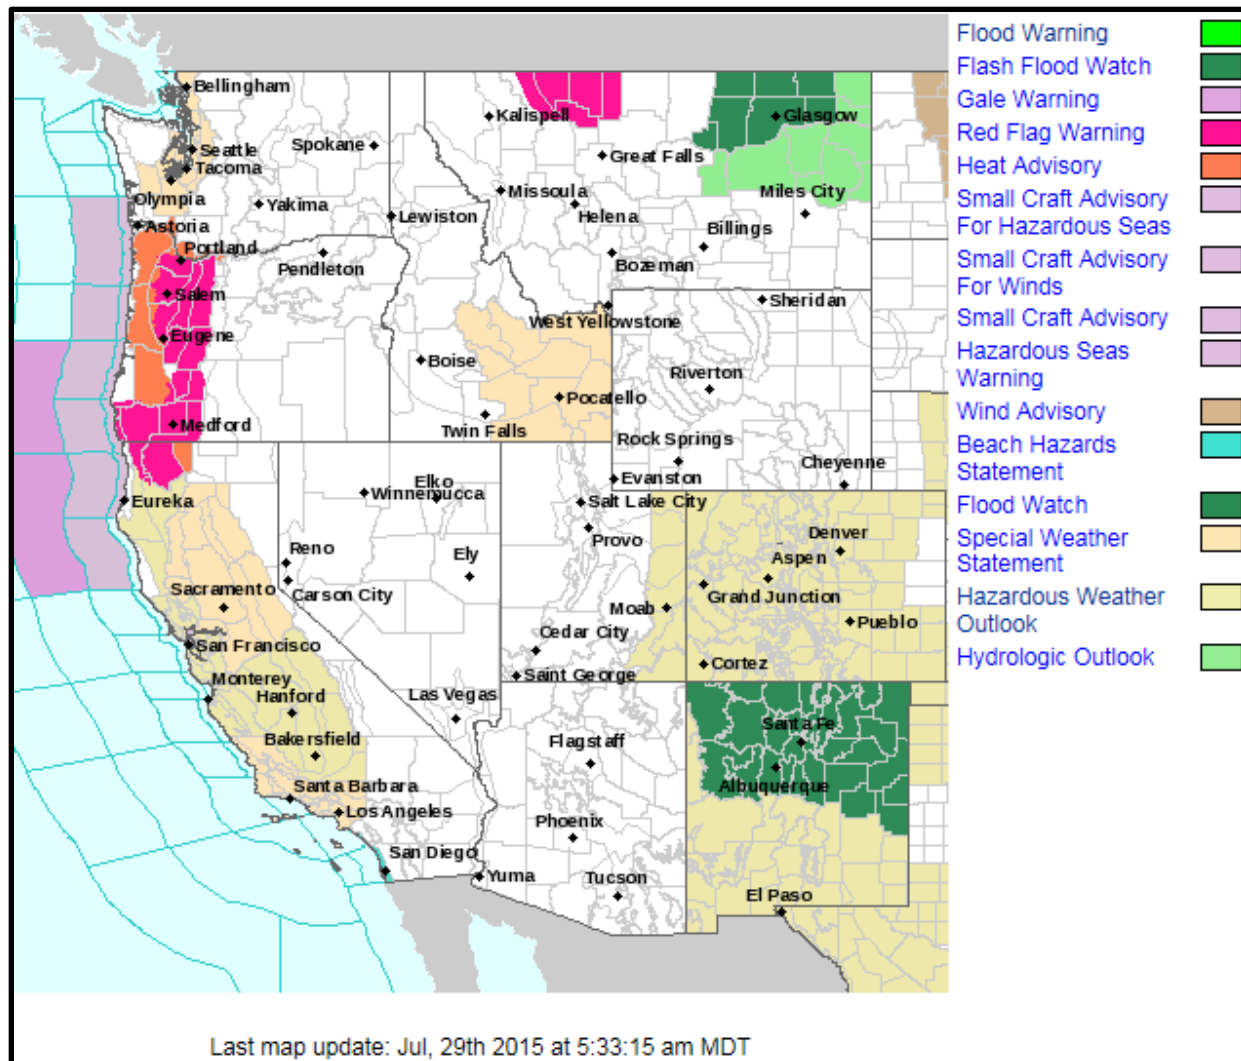 Bellingham
Seattle
Tacoma
Olympia
Spokane
Yakima
Astoria
Portland
Pendleton
Salem
Eugene
Medford
Lewiston
Kalispell
Great Falls
Glasgow
Missoula
Helena
Miles City
Billings
Bozeman
West Yellowstone
Sheridan
Boise
Pocatello
Twin Falls
Riverton
Rock Springs
Evanston
Cheyenne
Eureka
Winnemucca
Elko
Salt Lake City
Provo
Reno
Carson City
Ely
Denver
Aspen
Grand Junction
Pueblo
Moab
Cortez
Cedar City
Saint George
Sacramento
San Francisco
Monterey
Hanford
Bakersfield
Las Vegas
Santa Barbara
Los Angeles
San Diego
Yuma
Flagstaff
Phoenix
Tucson
Santa Fe
Albuquerque
El Paso
Flood Warning
Flash Flood Watch
Gale Warning
Red Flag Warning
Heat Advisory
Small Craft Advisory
For Hazardous Seas
Small Craft Advisory
For Winds
Small Craft Advisory
Hazardous Seas
Warning
Wind Advisory
Beach Hazards
Statement
Flood Watch
Special Weather
Statement
Hazardous Weather
Outlook
Hydrologic Outlook
Last map update: Jul, 29th 2015 at 5:33:15 am MDT